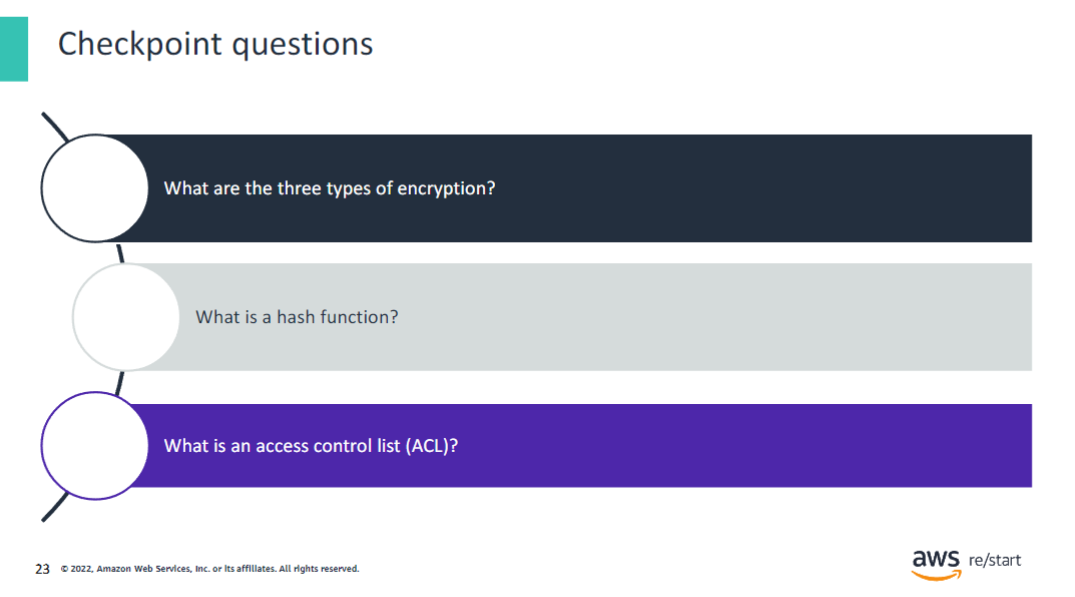 Checkpoint questions
What are the three types of encryption?
What is a hash function?
What is an access control list (ACL)?
23 © 2022, Amazon Web Services, Inc. or its affiliates. All rights reserved.
aws re/start